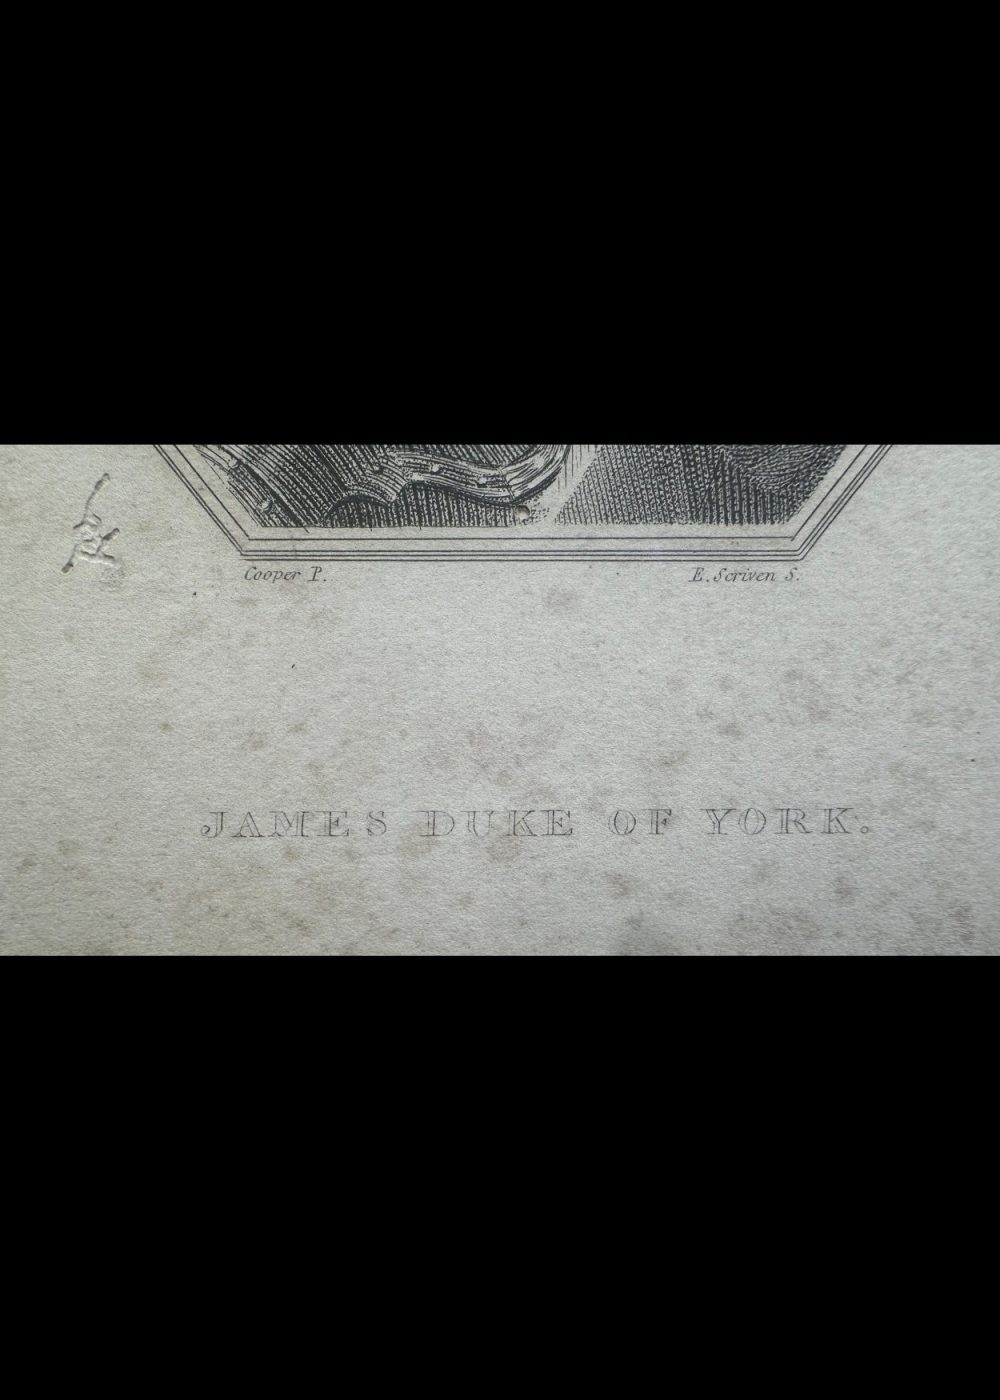 Cooper P. E. Scriven S.
JAMES DUKE OF YORK.